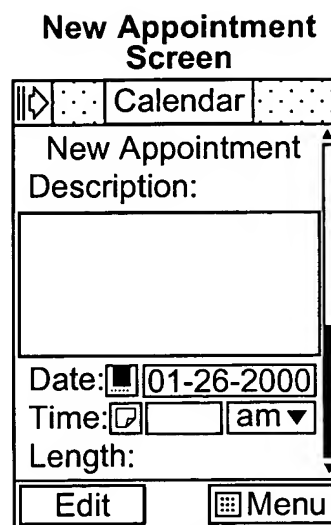 New Appointment
Screen
Calendar
New Appointment
Description:
Date: 01-26-2000
Time: am
Length:
Edit Menu